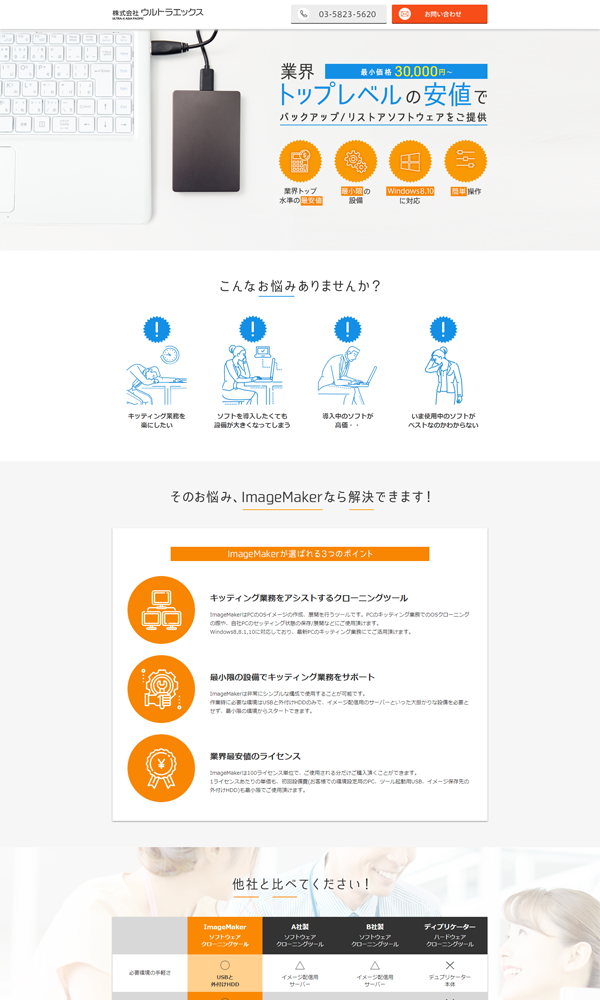 株式会社 ウルトラエックス
ULTRA-X ASIA PACIFIC
03-5823-5620
お問い合わせ
業界
最小価格 30,000円～
トップレベルの安値で
バックアップ/リストアソフトウェアをご提供
業界トップ
水準の最安値
最小限の
設備
Windows8,10
に対応
簡単操作
こんなお悩みありませんか？
キッティング業務を
楽にしたい
ソフトを導入したくても
設備が大きくなってしまう
導入中のソフトが
高価・・
いま使用中のソフトが
ベストなのかわからない
そのお悩み、ImageMakerなら解決できます！
ImageMakerが選ばれる3つのポイント
キッティング業務をアシストするクローニングツール
ImageMakerはPCのOSイメージの作成、展開を行うツールです。PCのキッティング業務でのOSクローニング
の際や、自社PCのセッティング状態の保存/展開などにご使用頂けます。
Windows8,8.1,10に対応しており、最新PCのキッティング業務にてご活用頂けます。
最小限の設備でキッティング業務をサポート
ImageMakerは非常にシンプルな構成で使用することが可能です。
作業時に必要な環境はUSBと外付けHDDのみで、イメージ配信用のサーバーといった大掛かりな設備を必要と
せず、最小限の環境からスタートできます。
業界最安値のライセンス
ImageMakerは100ライセンス単位で、ご使用される分だけご購入頂くことができます。
1ライセンスあたりの単価も、初回設備費(お客様での環境設定用のPC、ツール起動用USB、イメージ保存先の
外付けHDD)も最小限でご使用頂けます。
他社と比べてください！
ImageMaker
ソフトウェア
クローニングツール
A社製
ソフトウェア
クローニングツール
B社製
ソフトウェア
クローニングツール
ディプリケーター
ハードウェア
クローニングツール
必要環境の手軽さ
○
USBと
外付けHDD
△
イメージ配信用
サーバー
△
イメージ配信用
サーバー
×
デュプリケーター
本体